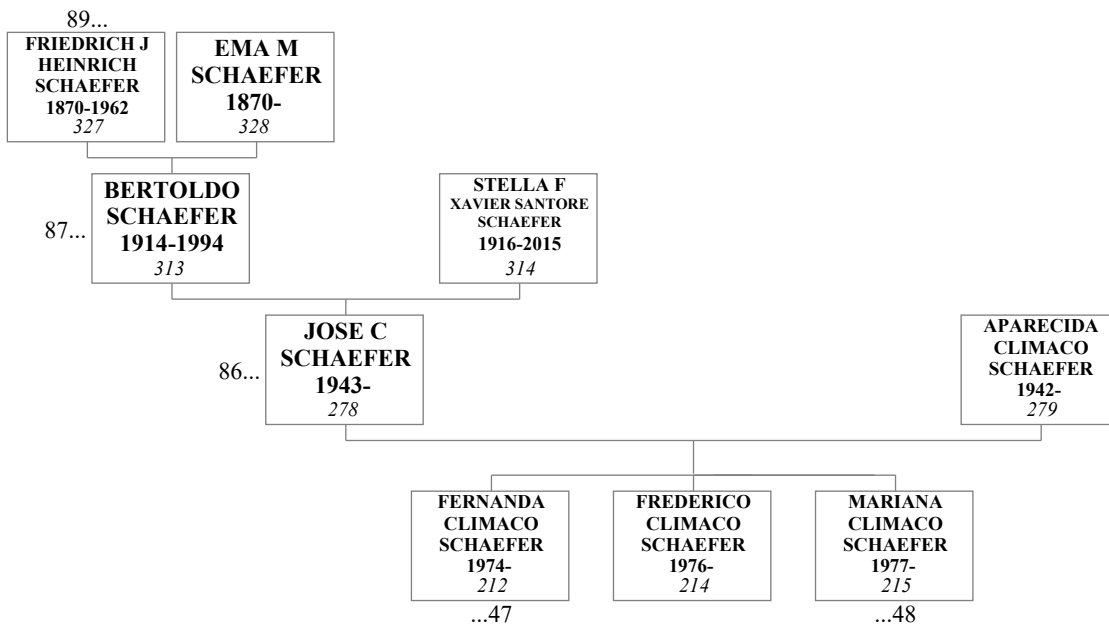 89...
FRIEDRICH J
HEINRICH
SCHAEFER
1870-1962
327
EMA M
SCHAEFER
1870-
328
87...
BERTOLDO
SCHAEFER
1914-1994
313
STELLA F
XAVIER SANTORE
SCHAEFER
1916-2015
314
86...
JOSE C
SCHAEFER
1943-
278
APARECIDA
CLIMACO
SCHAEFER
1942-
279
FERNANDA
CLIMACO
SCHAEFER
1974-
212
...47
FREDERICO
CLIMACO
SCHAEFER
1976-
214
MARIANA
CLIMACO
SCHAEFER
1977-
215
...48